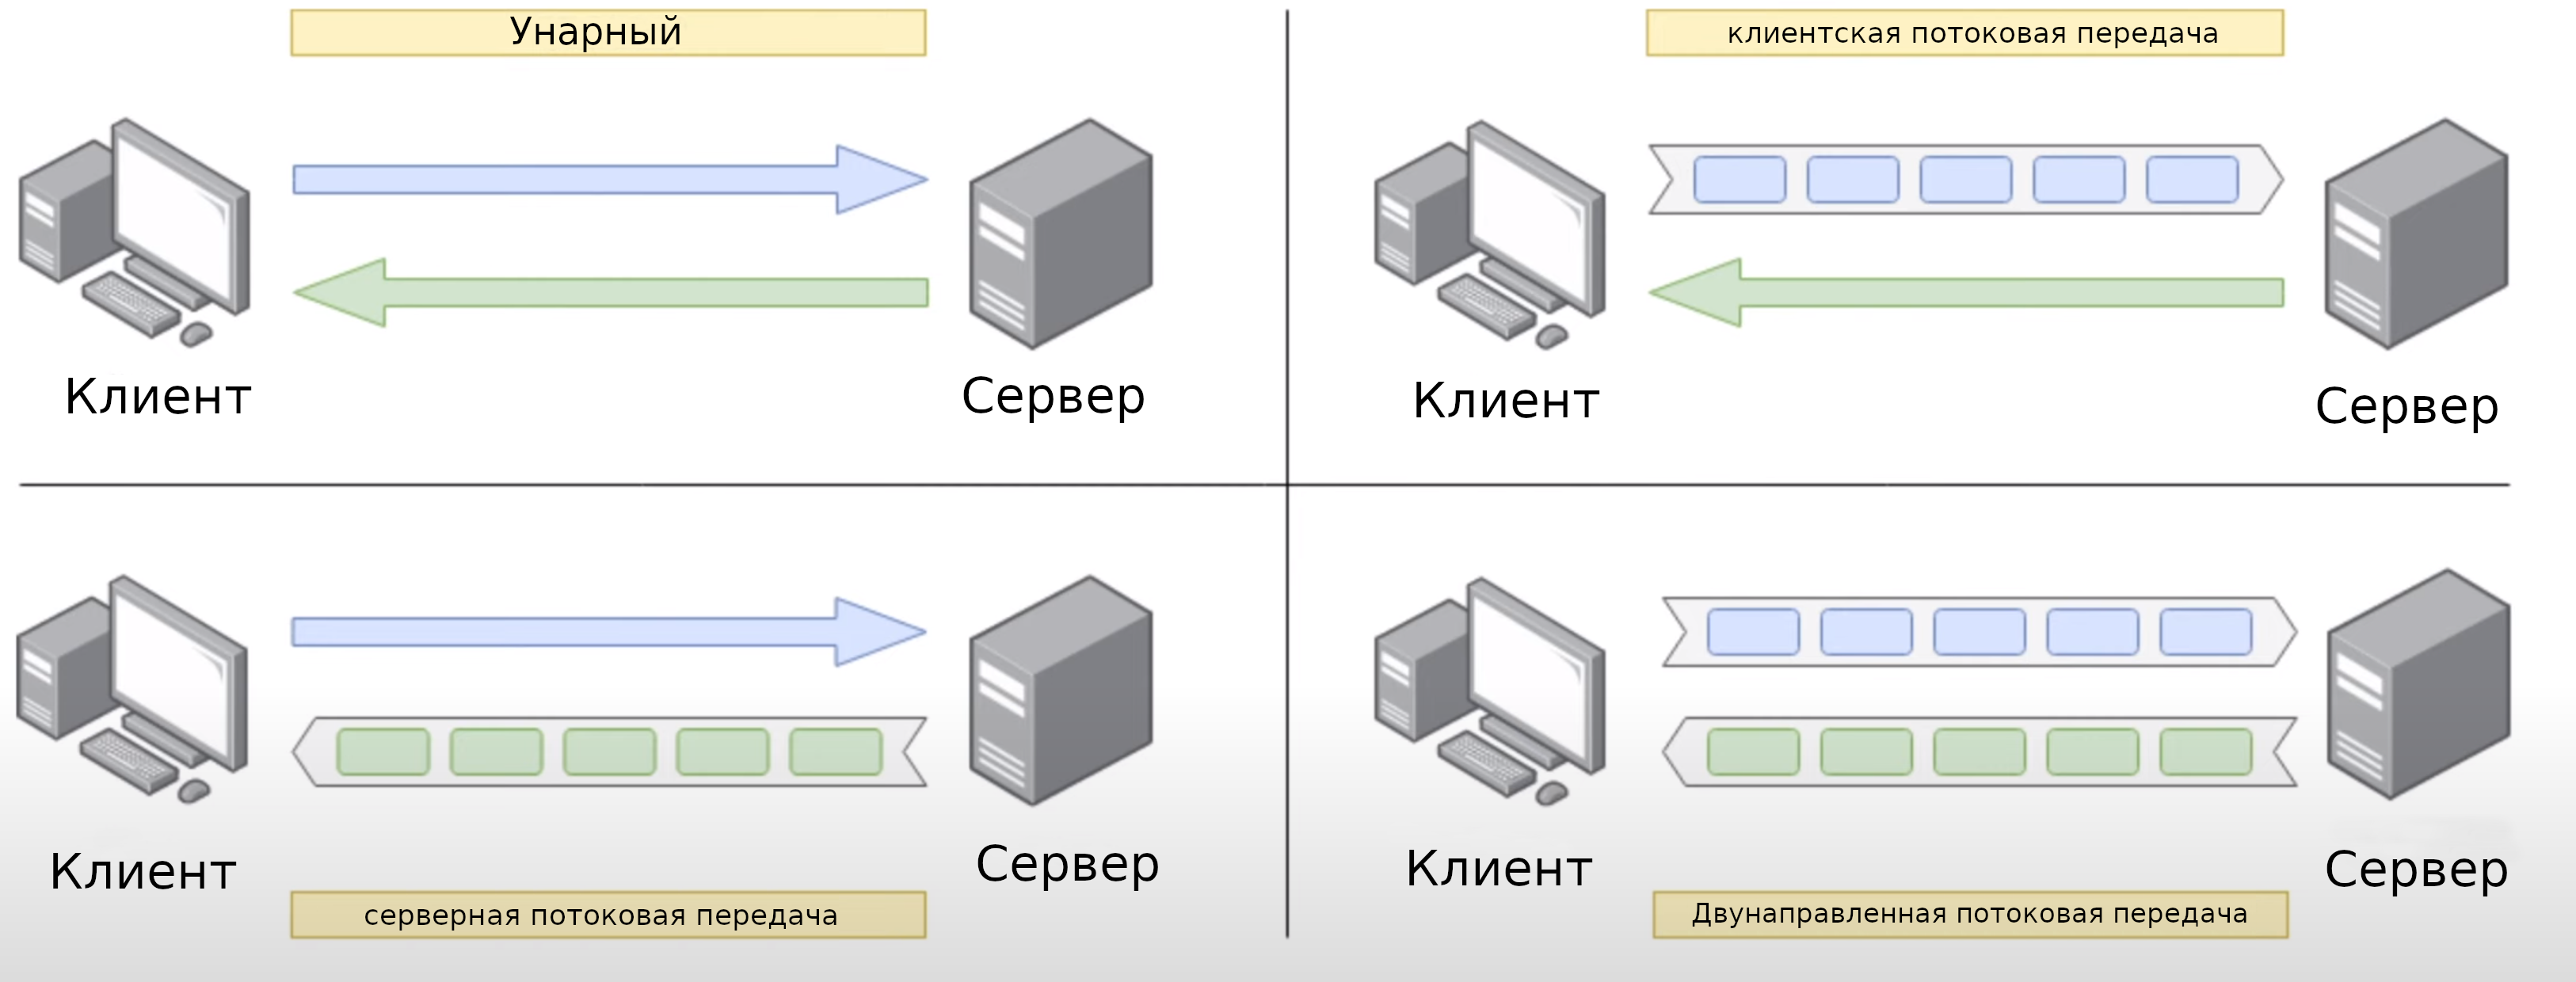 Унарный
клиентская потоковая передача
Клиент
Сервер
Клиент
Сервер
Клиент
Сервер
Клиент
Сервер
серверная потоковая передача
Двунаправленная потоковая передача